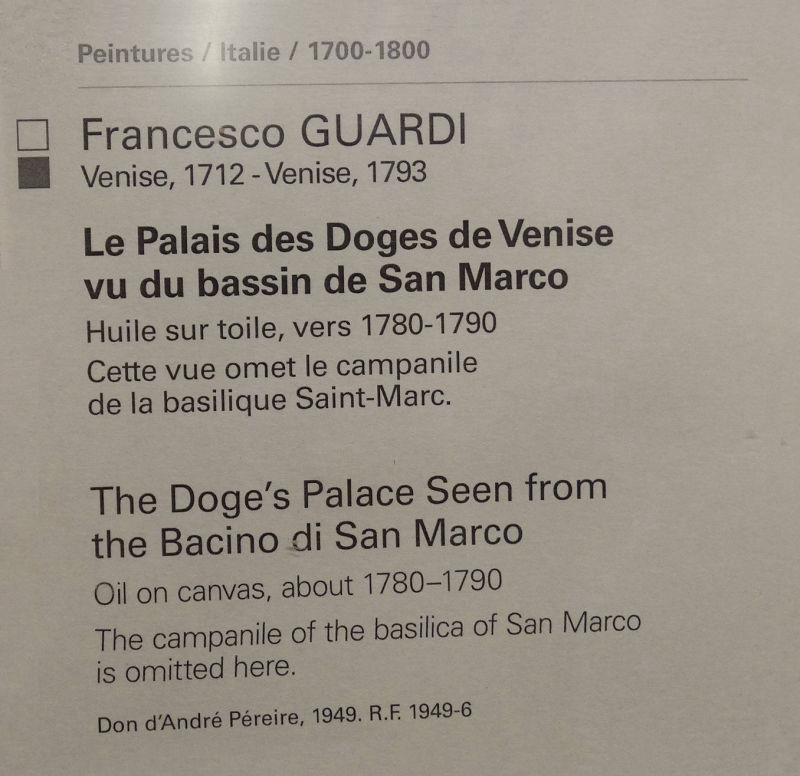 Peintures / Italie / 1700-1800
Francesco GUARDI
Venise, 1712 - Venise, 1793
Le Palais des Doges de Venise
vu du bassin de San Marco
Huile sur toile, vers 1780-1790
Cette vue omet le campanile
de la basilique Saint-Marc.
The Doge's Palace Seen from
the Bacino di San Marco
Oil on canvas, about 1780–1790
The campanile of the basilica of San Marco
is omitted here.
Don d'André Péreire, 1949. R.F. 1949-6